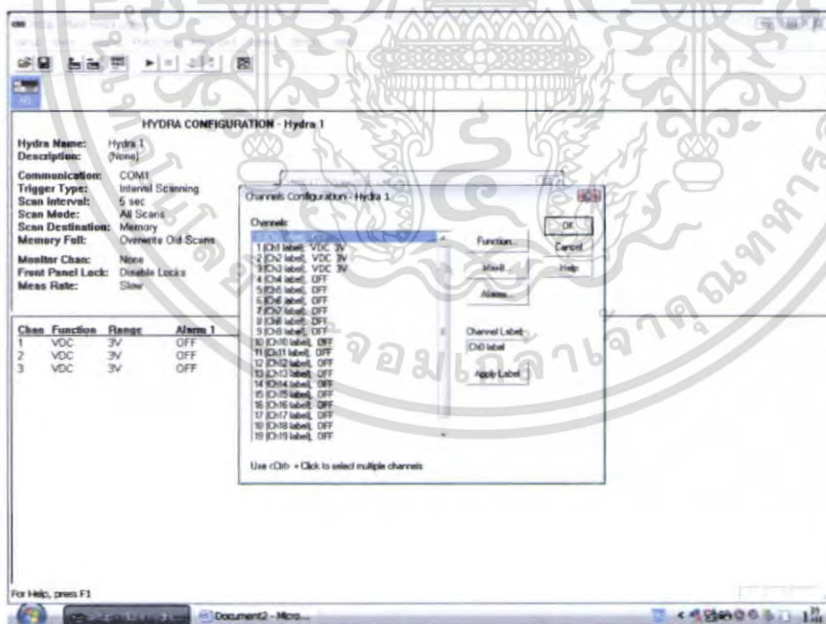 HYDRA CONFIGURATION - Hydra 1
Hydra Name: Hydra 1
Description: (None)
Communication: COM1
Trigger Type: Interval Scanning
Scan Interval: 5 sec
Scan Mode: All Scans
Scan Destination: Memory
Memory Full: Overwrite Old Scans
Monitor Chan: None
Front Panel Lock: Disable Locks
Meas Rate: Slow
Chan Function Range Alarm 1
1 VDC 3V OFF
2 VDC 3V OFF
3 VDC 3V OFF
Channels Configuration - Hydra 1
Channels:
1 [Ch1 label], VDC 3V
2 [Ch2 label], VDC 3V
3 [Ch3 label], VDC 3V
4 [Ch4 label], OFF
5 [Ch5 label], OFF
6 [Ch6 label], OFF
7 [Ch7 label], OFF
8 [Ch8 label], OFF
9 [Ch9 label], OFF
10 [Ch10 label], OFF
11 [Ch11 label], OFF
12 [Ch12 label], OFF
13 [Ch13 label], OFF
14 [Ch14 label], OFF
15 [Ch15 label], OFF
16 [Ch16 label], OFF
17 [Ch17 label], OFF
18 [Ch18 label], OFF
19 [Ch19 label], OFF
Function...
Mx+B...
Alarms...
Channel Label:
Ch0 label
Apply Label
OK
Cancel
Help
Use <Ctrl> + Click to select multiple channels
For Help, press F1
Document2 - Micro...